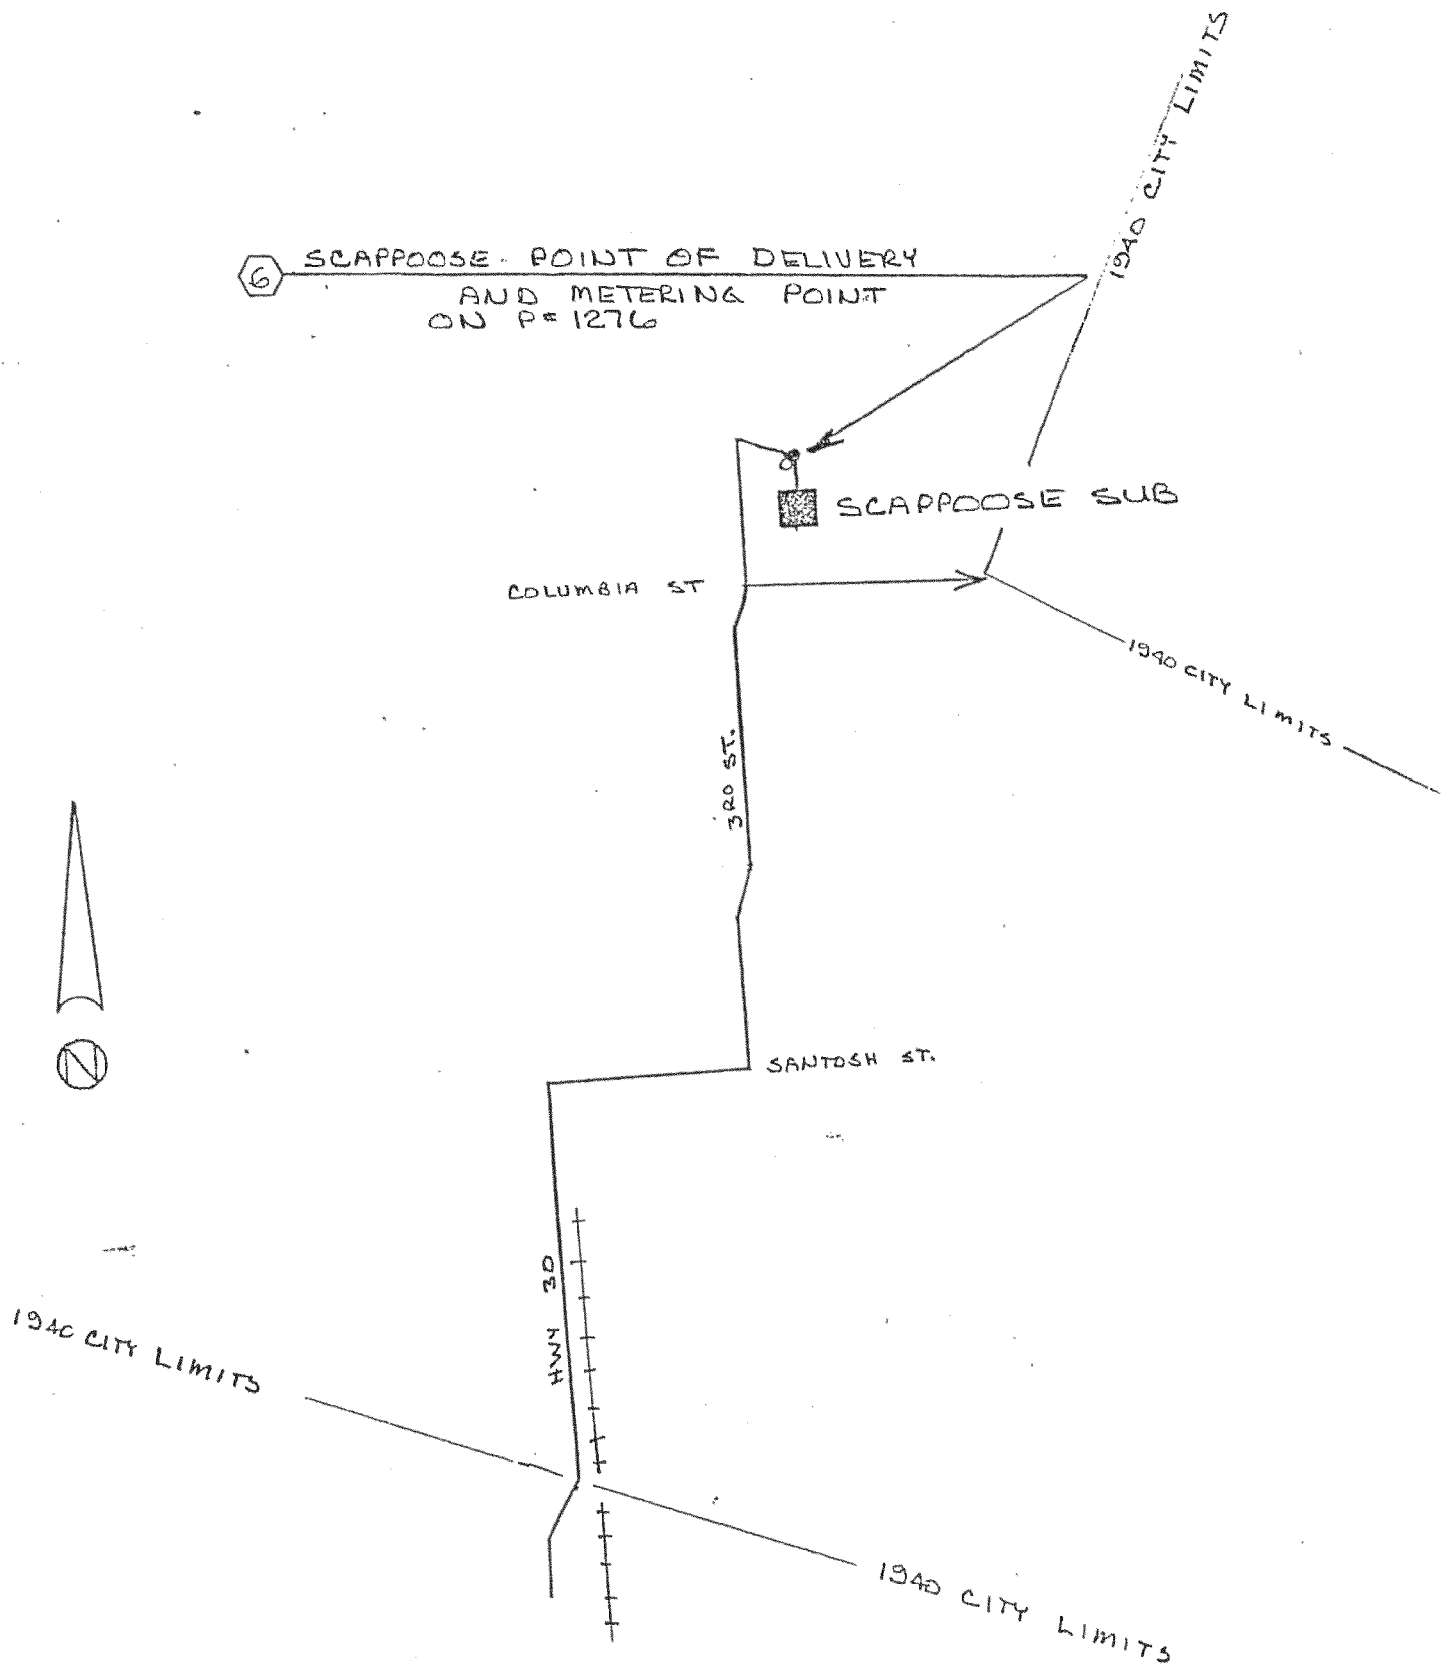 1940 CITY LIMITS
6
SCAPPOOSE POINT OF DELIVERY
AND METERING POINT
ON P= 1276
SCAPPOOSE SUB
COLUMBIA ST
1940 CITY LIMITS
3RD ST.
N
SANTOSH ST.
HWY 30
1940 CITY LIMITS
1940 CITY LIMITS